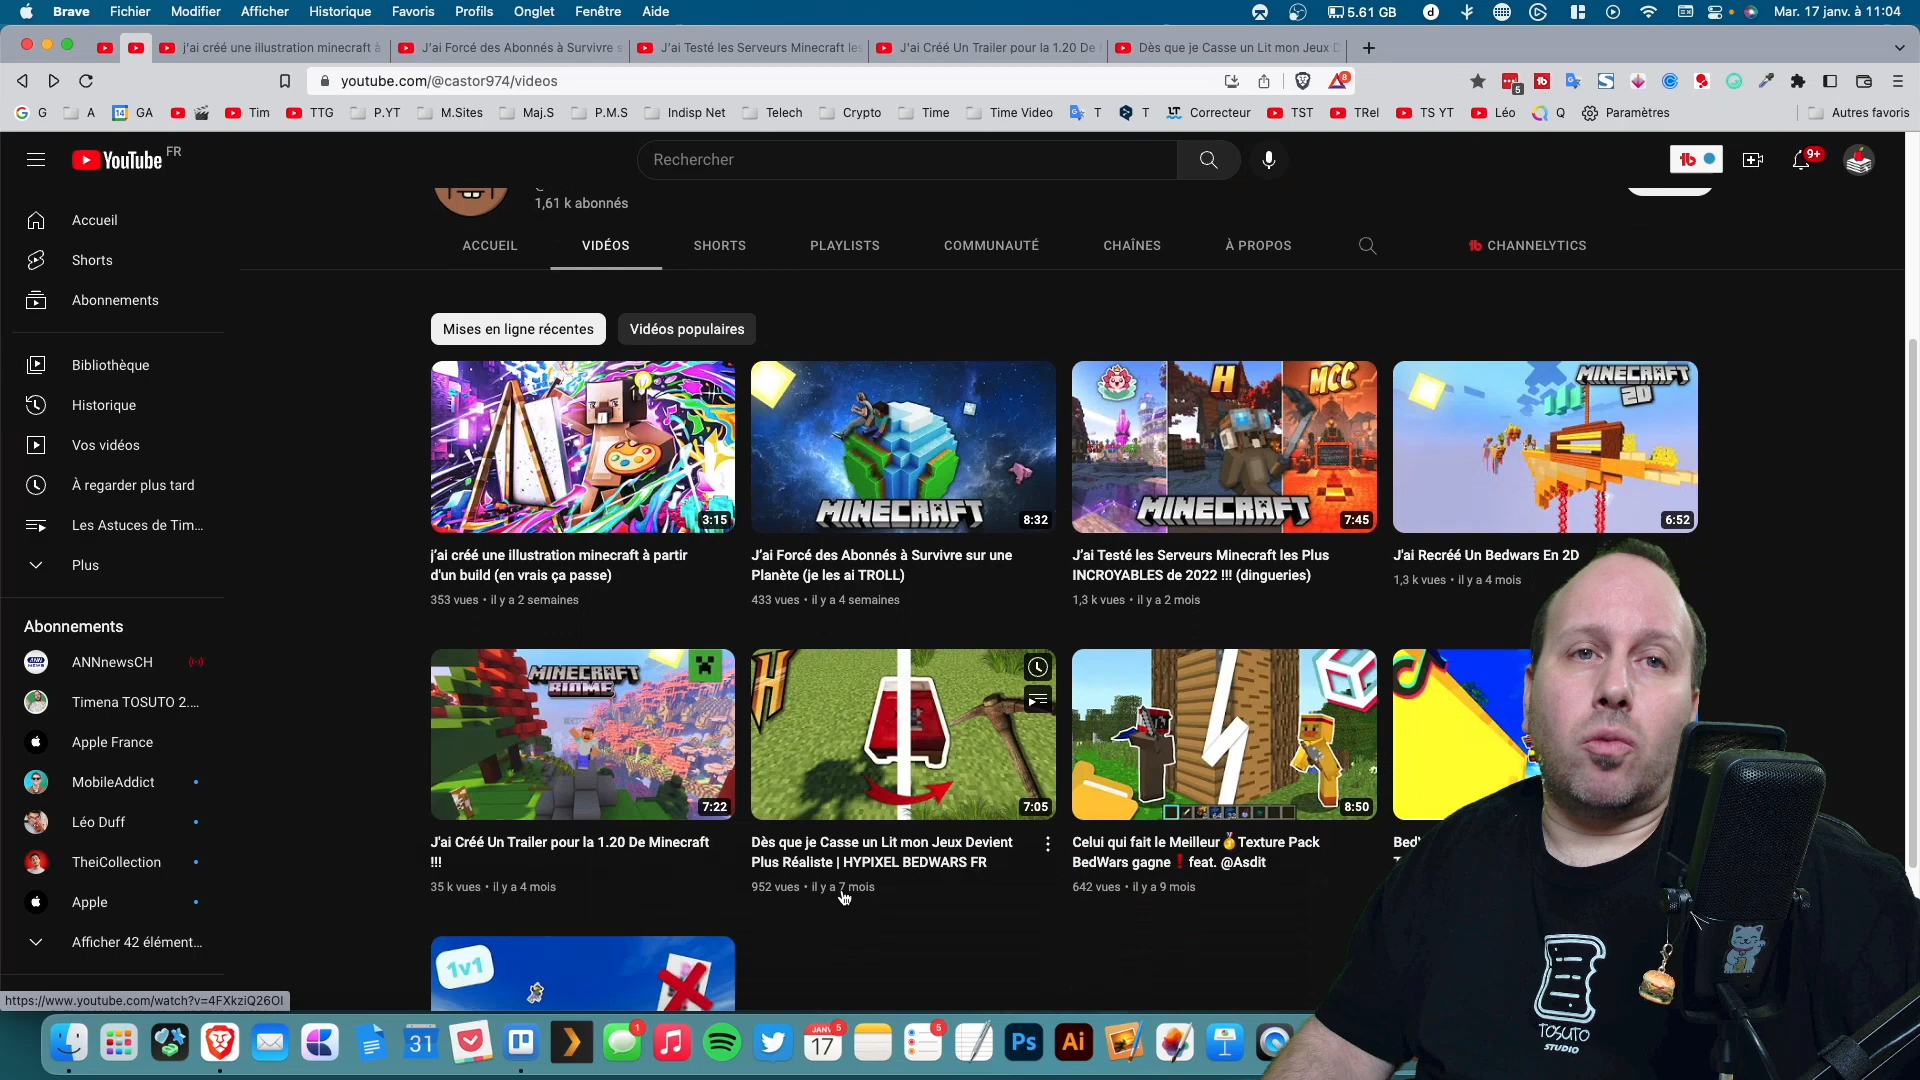 Brave Fichier Modifier Afficher Historique Favoris Profils Onglet Fenêtre Aide
5.61 GB
Mar. 17 janv. à 11:04
j'ai créé une illustration minecraft à
J'ai Forcé des Abonnés à Survivre s
J'ai Testé les Serveurs Minecraft les
J'ai Créé Un Trailer pour la 1.20 De
Dès que je Casse un Lit mon Jeux D
youtube.com/@castor974/videos
8
5
G A GA Tim TTG P.YT M.Sites Maj.S P.M.S Indisp Net Telech Crypto Time Time Video T T Correcteur TST TRel TS YT Léo Q Paramètres Autres favoris
YouTube FR
Rechercher
9+
Accueil
Shorts
Abonnements
Bibliothèque
Historique
Vos vidéos
À regarder plus tard
Les Astuces de Tim...
Plus
Abonnements
ANNnewsCH
Timena TOSUTO 2....
Apple France
MobileAddict
Léo Duff
TheiCollection
Apple
Afficher 42 élément...
1,61 k abonnés
ACCUEIL VIDÉOS SHORTS PLAYLISTS COMMUNAUTÉ CHAÎNES À PROPOS CHANNELYTICS
Mises en ligne récentes Vidéos populaires
3:15
MINECRAFT
8:32
H
MCC
MINECRAFT
7:45
MINECRAFT
2D
6:52
j'ai créé une illustration minecraft à partir
d'un build (en vrais ça passe)
353 vues • il y a 2 semaines
J'ai Forcé des Abonnés à Survivre sur une
Planète (je les ai TROLL)
433 vues • il y a 4 semaines
J'ai Testé les Serveurs Minecraft les Plus
INCROYABLES de 2022 !!! (dingueries)
1,3 k vues • il y a 2 mois
J'ai Recréé Un Bedwars En 2D
1,3 k vues • il y a 4 mois
MINECRAFT
7:22
H
7:05
8:50
J'ai Créé Un Trailer pour la 1.20 De Minecraft
!!!
35 k vues • il y a 4 mois
Dès que je Casse un Lit mon Jeux Devient
Plus Réaliste | HYPIXEL BEDWARS FR
952 vues • il y a 7 mois
Celui qui fait le Meilleur🥇Texture Pack
BedWars gagne❗feat. @Asdit
642 vues • il y a 9 mois
1v1
TOSUTO
STUDIO
https://www.youtube.com/watch?v=4FXkziQ26OI
31
1
JANV.
17
5
5
Ps
Ai